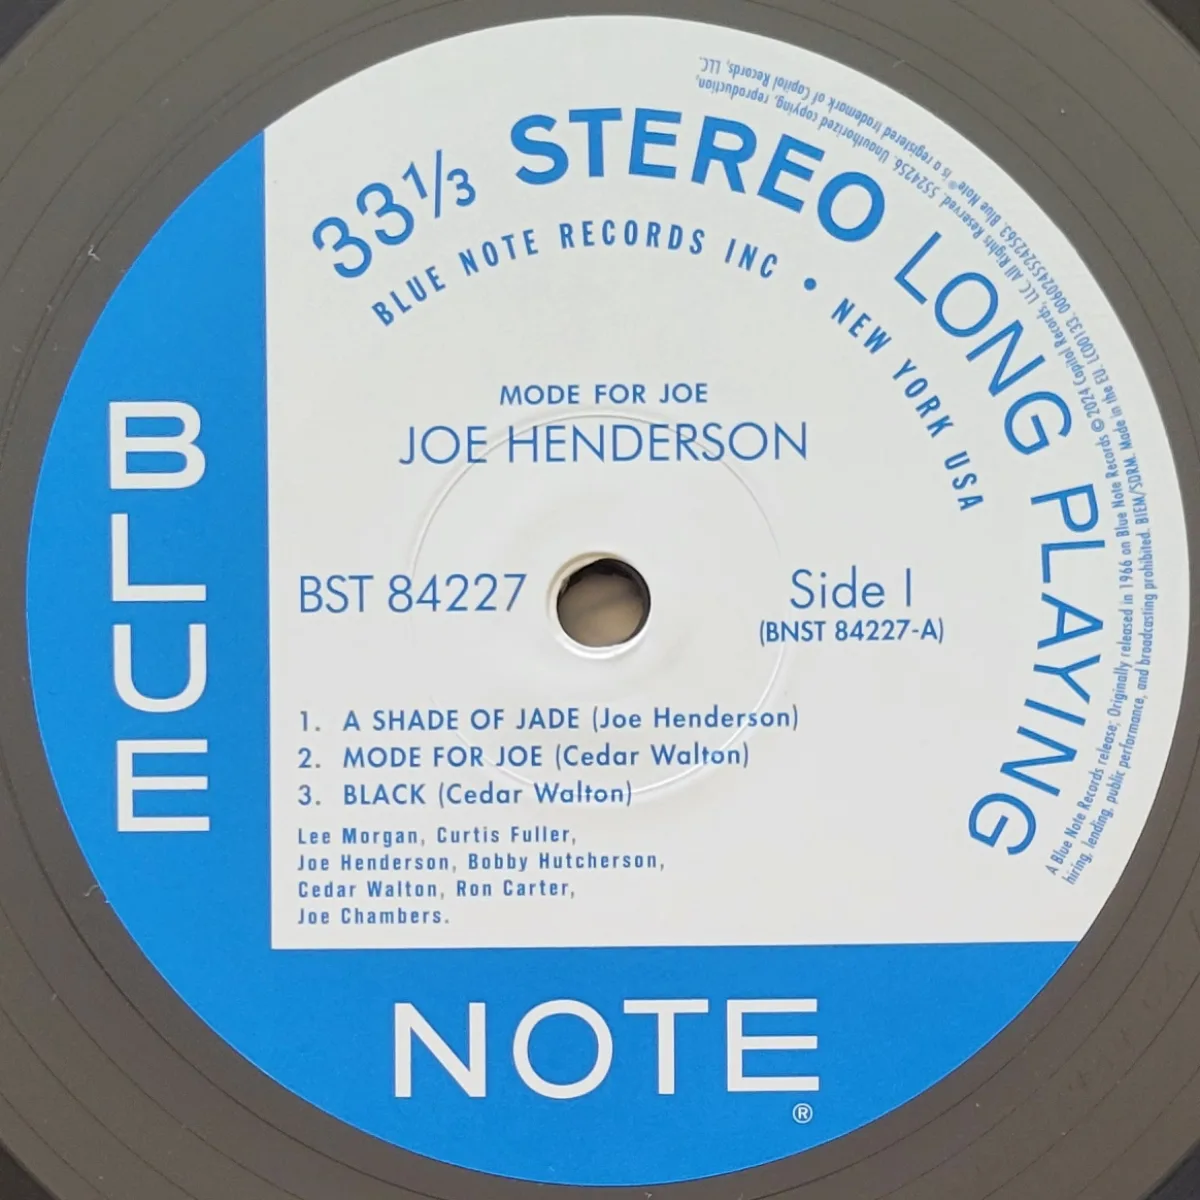 33⅓ STEREO LONG PLAYING
BLUE NOTE RECORDS INC • NEW YORK USA
MODE FOR JOE
JOE HENDERSON
BST 84227
Side I
(BNST 84227-A)
1. A SHADE OF JADE (Joe Henderson)
2. MODE FOR JOE (Cedar Walton)
3. BLACK (Cedar Walton)
Lee Morgan, Curtis Fuller,
Joe Henderson, Bobby Hutcherson,
Cedar Walton, Ron Carter,
Joe Chambers.
BLUE
NOTE
®
A Blue Note Records release; Originally released in 1966 on Blue Note Records ℗ 2024 Capitol Records, LLC. All Rights Reserved. 5524256. Unauthorized copying, reproduction,
hiring, lending, public performance, and broadcasting prohibited. BIEM/SDRM. Made in the EU. LC00133. 00602455242563. Blue Note® is a registered trademark of Capitol Records, LLC.